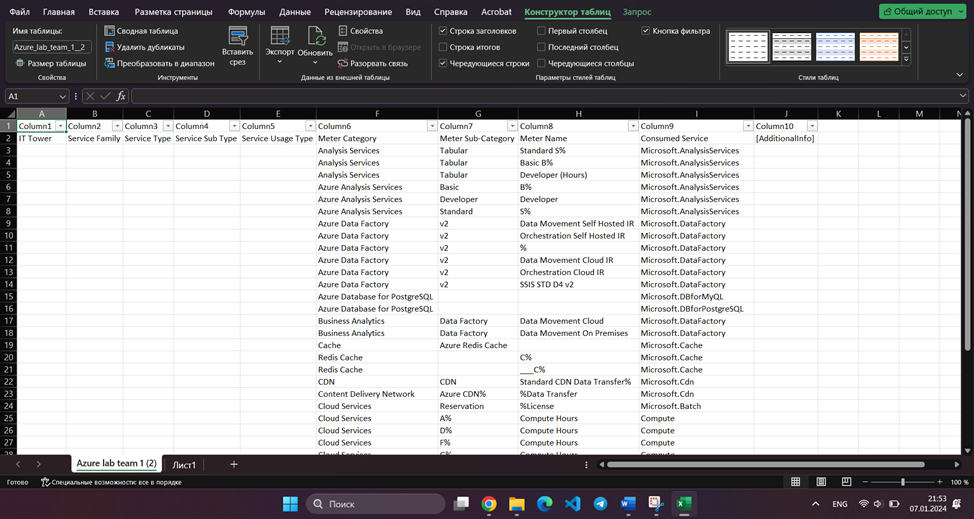 Файл Главная Вставка Разметка страницы Формулы Данные Рецензирование Вид Справка Acrobat Конструктор таблиц Запрос Общий доступ
Имя таблицы:
Azure_lab_team_1__2
Размер таблицы
Свойства
Сводная таблица
Удалить дубликаты
Преобразовать в диапазон
Инструменты
Вставить срез
Экспорт
Обновить
Свойства
Открыть в браузере
Разорвать связь
Данные из внешней таблицы
Строка заголовков
Строка итогов
Чередующиеся строки
Первый столбец
Последний столбец
Чередующиеся столбцы
Кнопка фильтра
Параметры стилей таблиц
Стили таблиц
A1 fx
A B C D E F G H I J K L M N
1 Column1 Column2 Column3 Column4 Column5 Column6 Column7 Column8 Column9 Column10
2 IT Tower Service Family Service Type Service Sub Type Service Usage Type Meter Category Meter Sub-Category Meter Name Consumed Service [AdditionalInfo]
3 Analysis Services Tabular Standard S% Microsoft.AnalysisServices
4 Analysis Services Tabular Basic B% Microsoft.AnalysisServices
5 Analysis Services Tabular Developer (Hours) Microsoft.AnalysisServices
6 Azure Analysis Services Basic B% Microsoft.AnalysisServices
7 Azure Analysis Services Developer Developer Microsoft.AnalysisServices
8 Azure Analysis Services Standard S% Microsoft.AnalysisServices
9 Azure Data Factory v2 Data Movement Self Hosted IR Microsoft.DataFactory
10 Azure Data Factory v2 Orchestration Self Hosted IR Microsoft.DataFactory
11 Azure Data Factory v2 % Microsoft.DataFactory
12 Azure Data Factory v2 Data Movement Cloud IR Microsoft.DataFactory
13 Azure Data Factory v2 Orchestration Cloud IR Microsoft.DataFactory
14 Azure Data Factory v2 SSIS STD D4 v2 Microsoft.DataFactory
15 Azure Database for PostgreSQL Microsoft.DBforMyQL
16 Azure Database for PostgreSQL Microsoft.DBforPostgreSQL
17 Business Analytics Data Factory Data Movement Cloud Microsoft.DataFactory
18 Business Analytics Data Factory Data Movement On Premises Microsoft.DataFactory
19 Cache Azure Redis Cache Microsoft.Cache
20 Redis Cache C% Microsoft.Cache
21 Redis Cache ____C% Microsoft.Cache
22 CDN CDN Standard CDN Data Transfer% Microsoft.Cdn
23 Content Delivery Network Azure CDN% %Data Transfer Microsoft.Cdn
24 Cloud Services Reservation %License Microsoft.Batch
25 Cloud Services A% Compute Hours Compute
26 Cloud Services D% Compute Hours Compute
27 Cloud Services F% Compute Hours Compute
Azure lab team 1 (2) Лист1 +
Готово Специальные возможности: все в порядке 100 %
Поиск ENG 21:53
07.01.2024